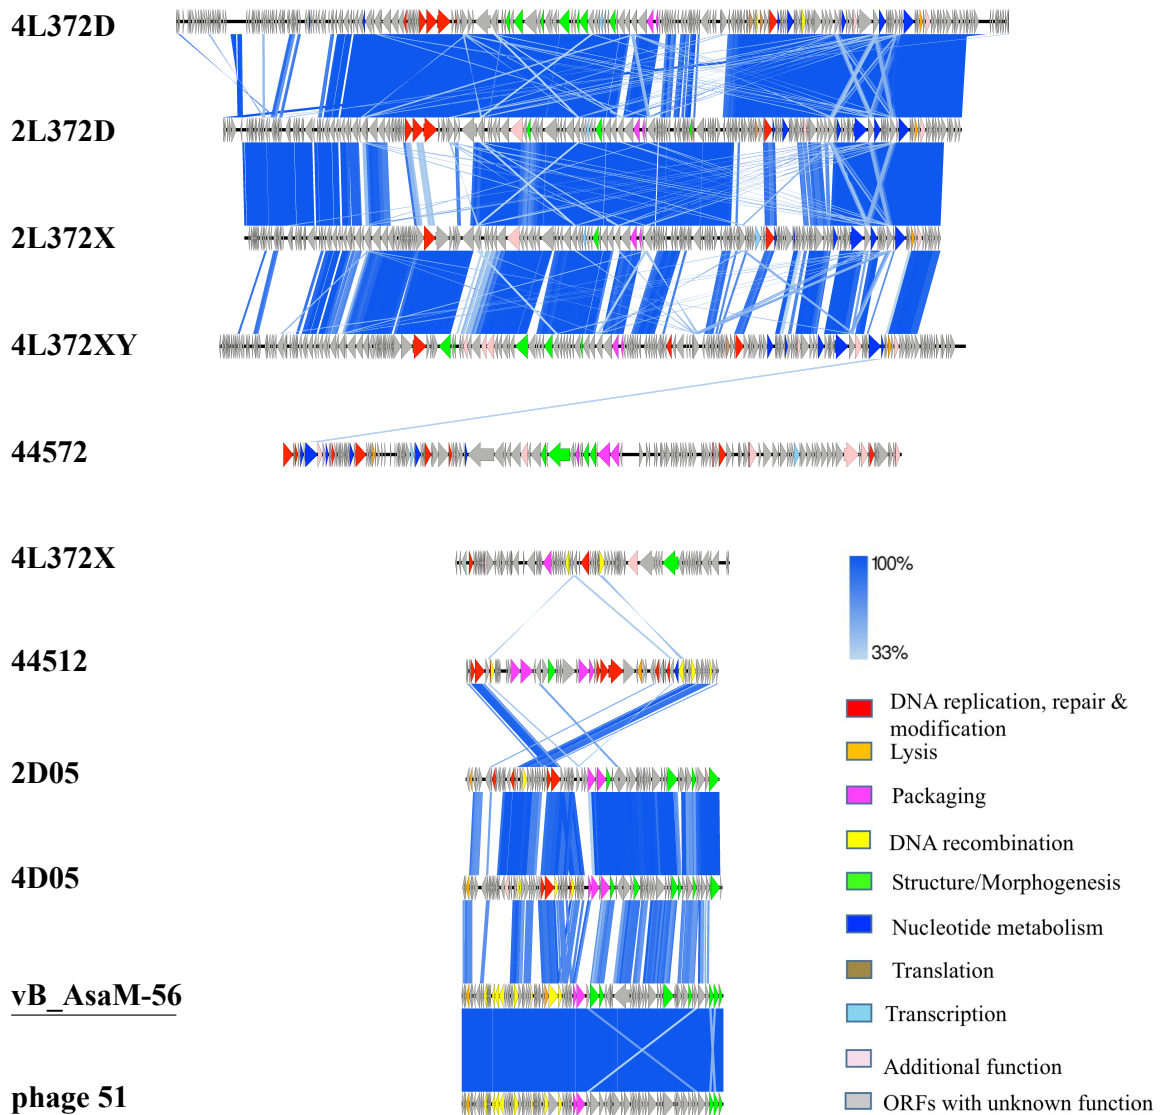 4L372D
2L372D
2L372X
4L372XY
44572
4L372X
44512
2D05
4D05
vB_AsaM-56
phage 51
100%
33%
DNA replication, repair &
modification
Lysis
Packaging
DNA recombination
Structure/Morphogenesis
Nucleotide metabolism
Translation
Transcription
Additional function
ORFs with unknown function